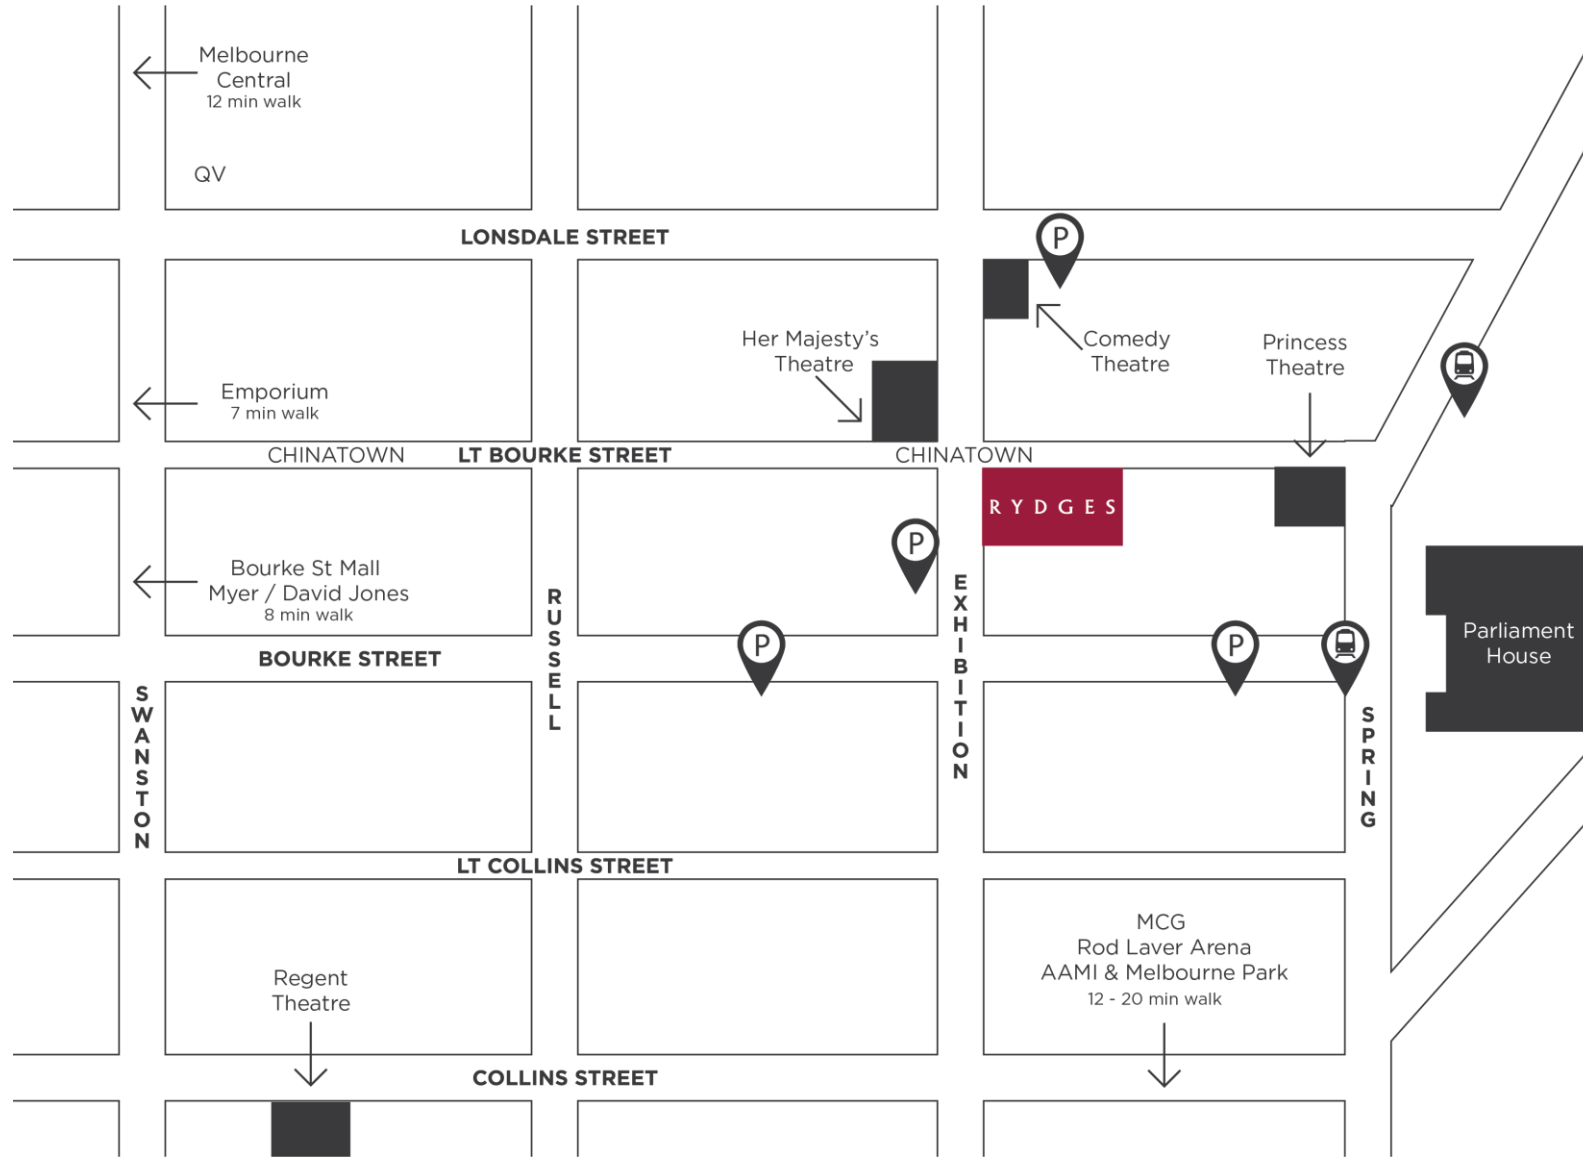 Melbourne
Central
12 min walk
QV
LONSDALE STREET
P
Her Majesty's
Theatre
Comedy
Theatre
Princess
Theatre
Emporium
7 min walk
CHINATOWN
LT BOURKE STREET
CHINATOWN
RYDGES
P
Bourke St Mall
Myer / David Jones
8 min walk
RUSSELL
EXHIBITION
P
P
Parliament
House
BOURKE STREET
SWANSTON
SPRING
LT COLLINS STREET
MCG
Rod Laver Arena
AAMI & Melbourne Park
12 - 20 min walk
Regent
Theatre
COLLINS STREET